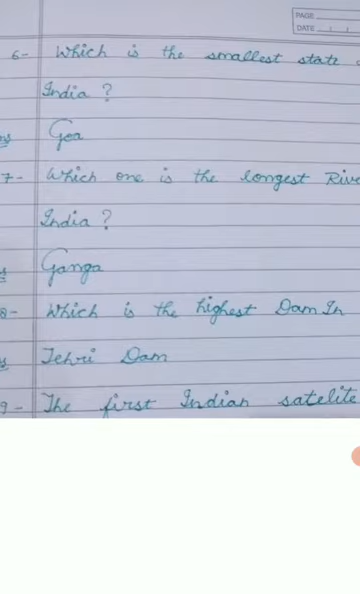 PAGE
DATE
6- Which is the smallest state
India ?
Goa
7- Which one is the longest Rive
India ?
Ganga
8- Which is the highest Dam In
Tehri Dam
9- The first Indian satelite